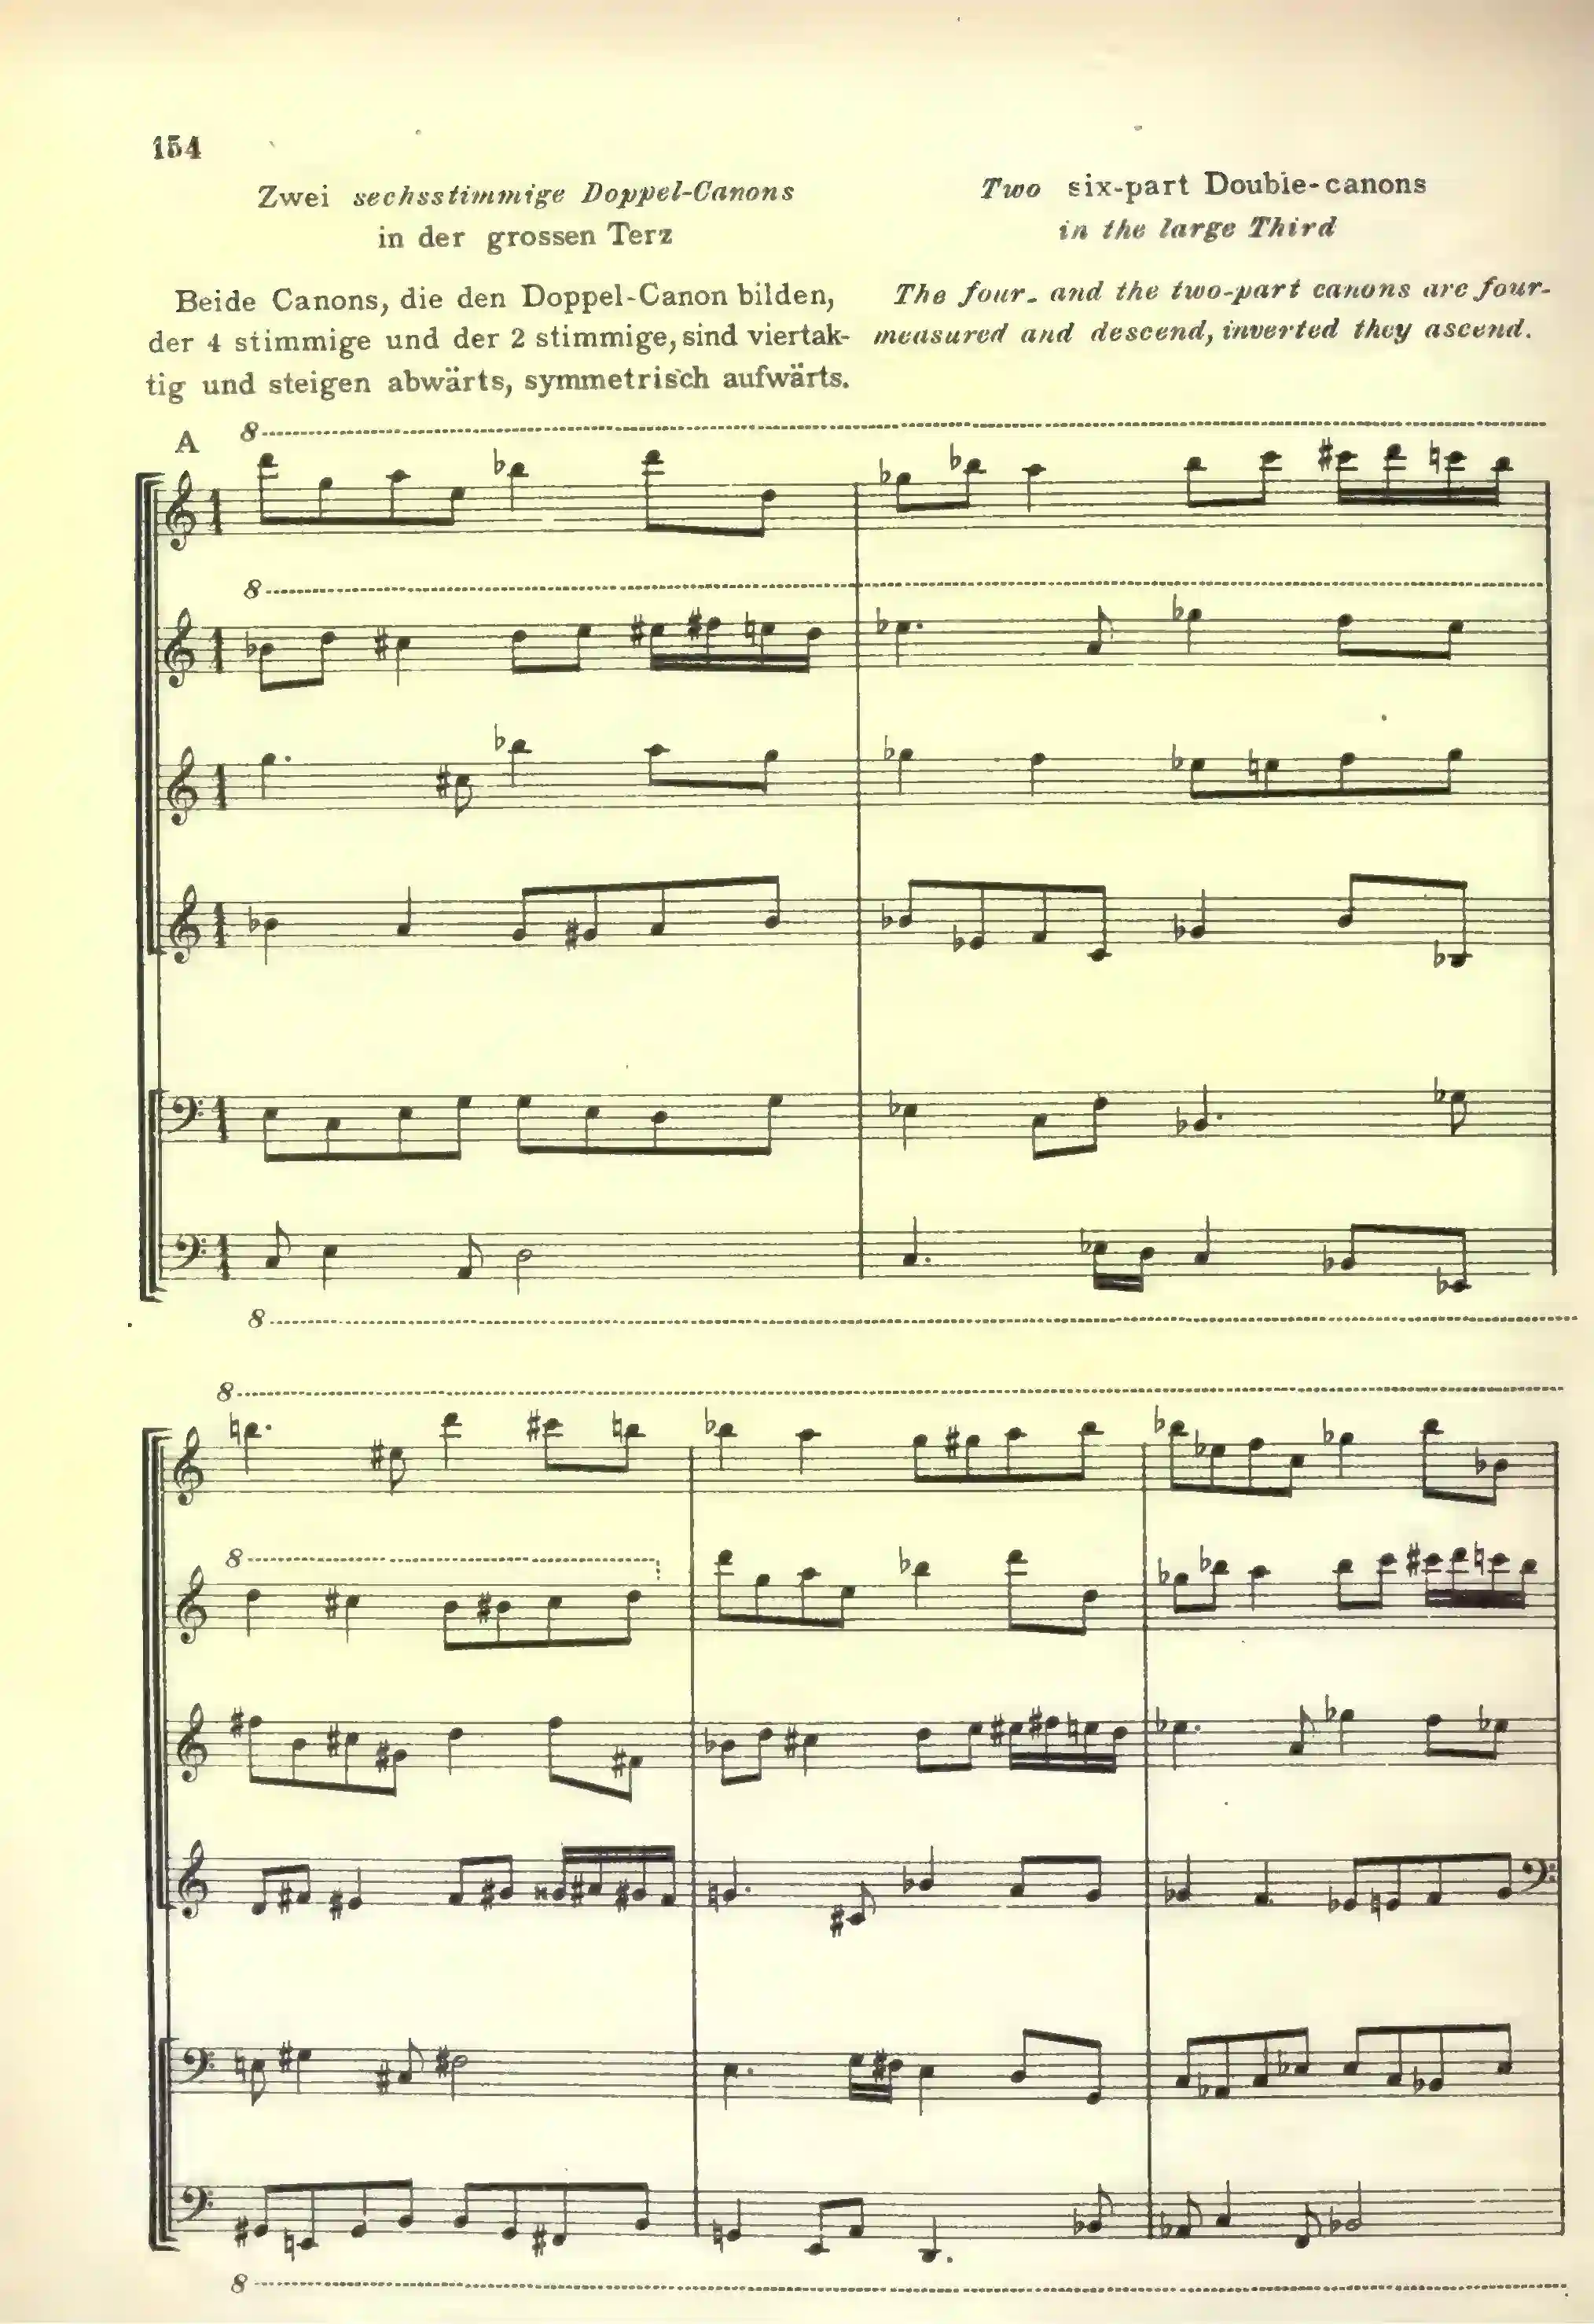 154
Zwei sechsstimmige Doppel-Canons
in der grossen Terz
Two six-part Double-canons
in the large Third
Beide Canons, die den Doppel-Canon bilden,
der 4 stimmige und der 2 stimmige, sind viertak-
tig und steigen abwärts, symmetrisch aufwärts.
The four- and the two-part canons are four-
measured and descend, inverted they ascend.
A
8
8
8
8
8
8